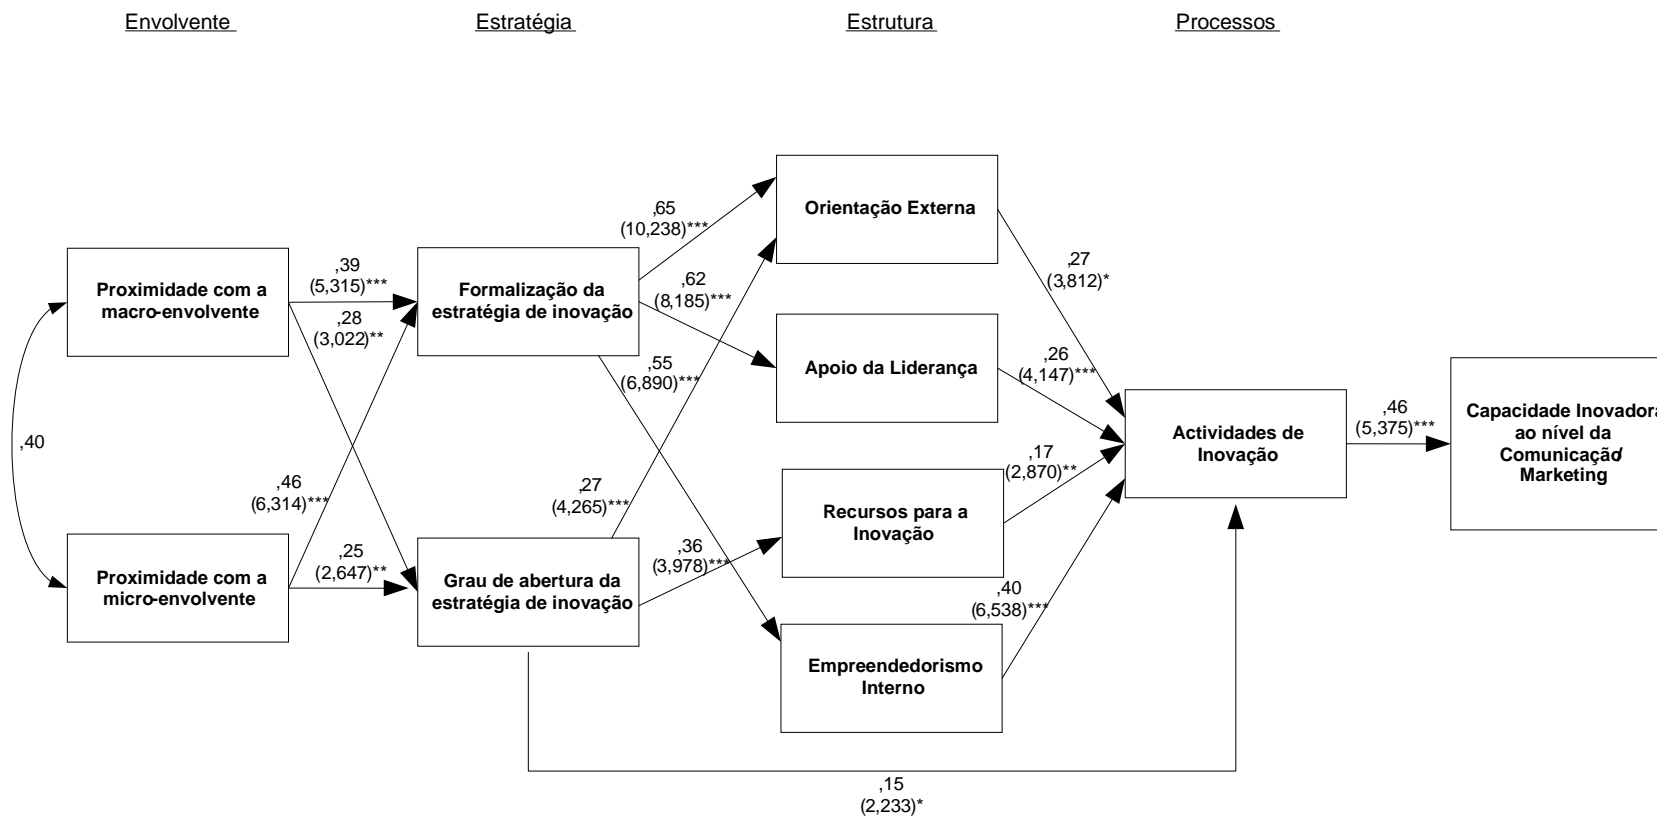 Envolvente
Estratégia
Estrutura
Processos
Proximidade com a
macro-envolvente
Proximidade com a
micro-envolvente
,40
,39
(5,315)***
,28
(3,022)**
,46
(6,314)***
,25
(2,647)**
Formalização da
estratégia de inovação
Grau de abertura da
estratégia de inovação
,65
(10,238)***
,62
(8,185)***
,55
(6,890)***
,27
(4,265)***
,36
(3,978)***
Orientação Externa
Apoio da Liderança
Recursos para a
Inovação
Empreendedorismo
Interno
,27
(3,812)*
,26
(4,147)***
,17
(2,870)**
,40
(6,538)***
,15
(2,233)*
Actividades de
Inovação
,46
(5,375)***
Capacidade Inovadora
ao nível da
Comunicação/
Marketing